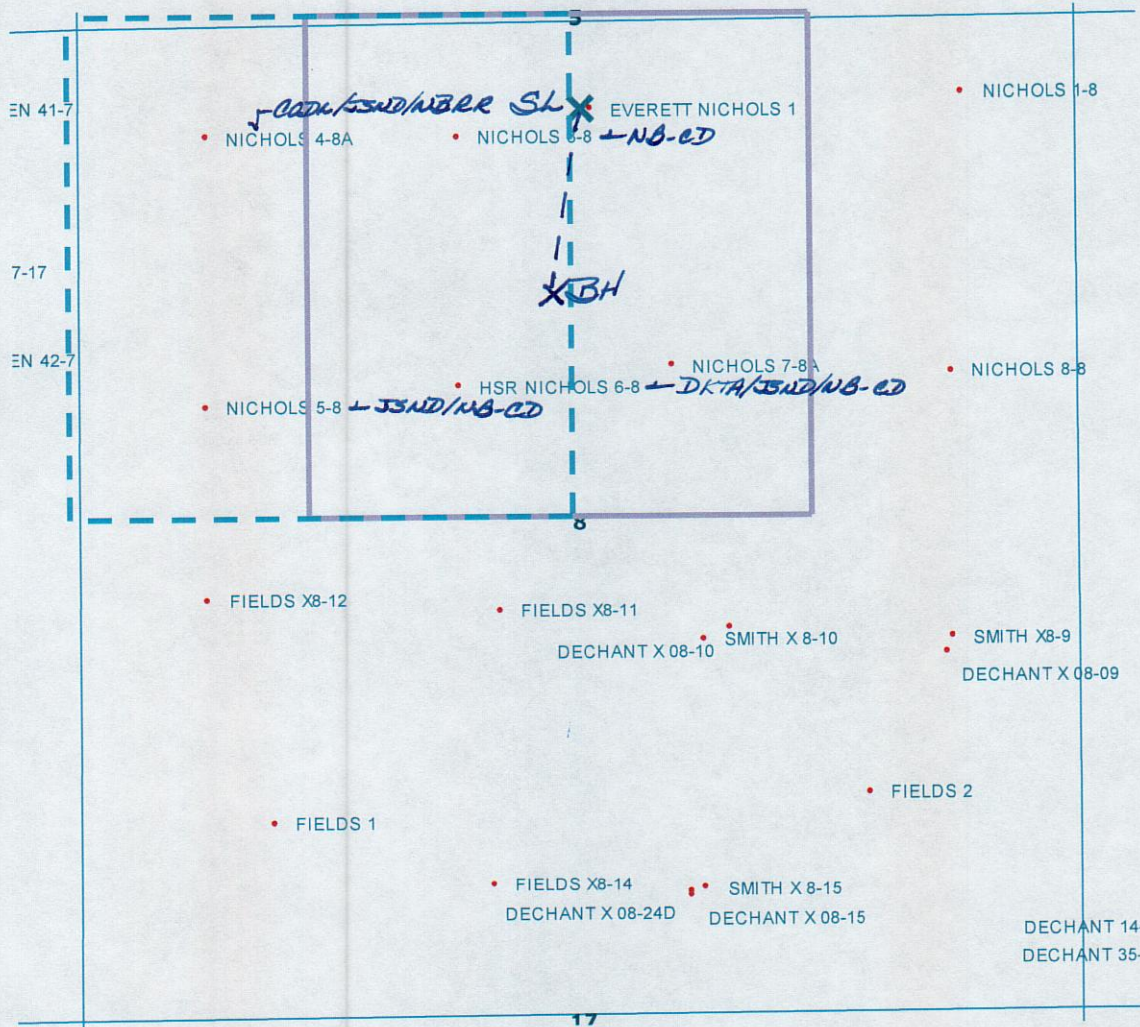 5
EN 41-7
CODL/JSND/NBRR SL
EVERETT NICHOLS 1
NICHOLS 1-8
NICHOLS 4-8A
NICHOLS 3-8
NB-CD
7-17
BH
EN 42-7
NICHOLS 7-8A
NICHOLS 8-8
HSR NICHOLS 6-8
DKTA/JSND/NB-CD
NICHOLS 5-8
JSND/NB-CD
8
FIELDS X8-12
FIELDS X8-11
DECHANT X 08-10
SMITH X 8-10
SMITH X8-9
DECHANT X 08-09
FIELDS 2
FIELDS 1
FIELDS X8-14
SMITH X 8-15
DECHANT X 08-24D
DECHANT X 08-15
DECHANT 14-
DECHANT 35-
17